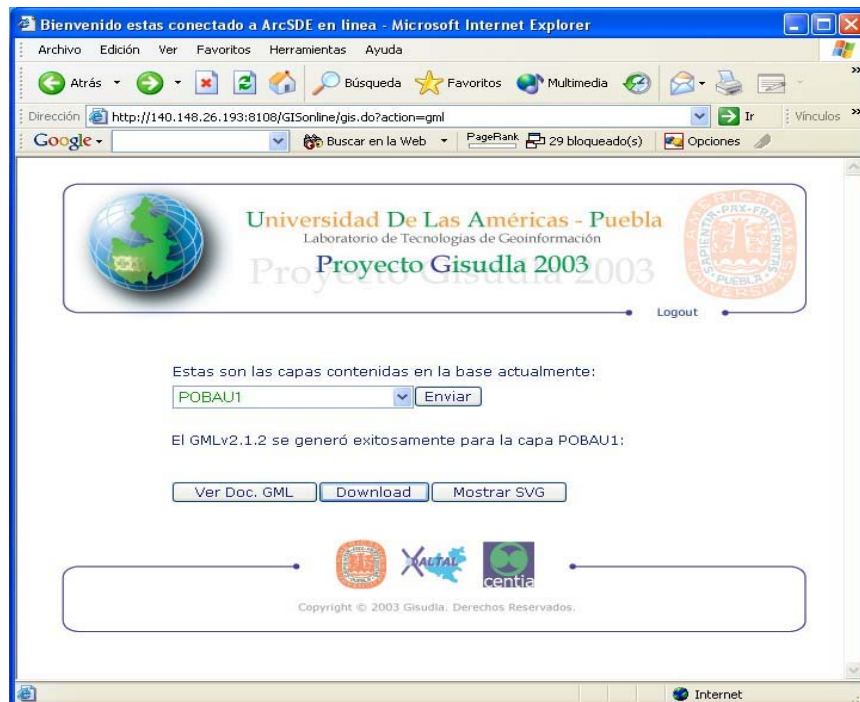 Bienvenido estas conectado a ArcSDE en linea - Microsoft Internet Explorer
Archivo Edición Ver Favoritos Herramientas Ayuda
Atrás Búsqueda Favoritos Multimedia
Dirección http://140.148.26.193:8108/GISonline/gis.do?action=gml Ir Vínculos
Google Buscar en la Web PageRank 29 bloqueado(s) Opciones
Universidad De Las Américas - Puebla
Laboratorio de Tecnologías de Geoinformación
Proyecto Gisudla 2003
Logout
Estas son las capas contenidas en la base actualmente:
POBAU1 Enviar
El GMLv2.1.2 se generó exitosamente para la capa POBAU1:
Ver Doc. GML Download Mostrar SVG
XALTAL
centia
Copyright © 2003 Gisudla. Derechos Reservados.
Internet